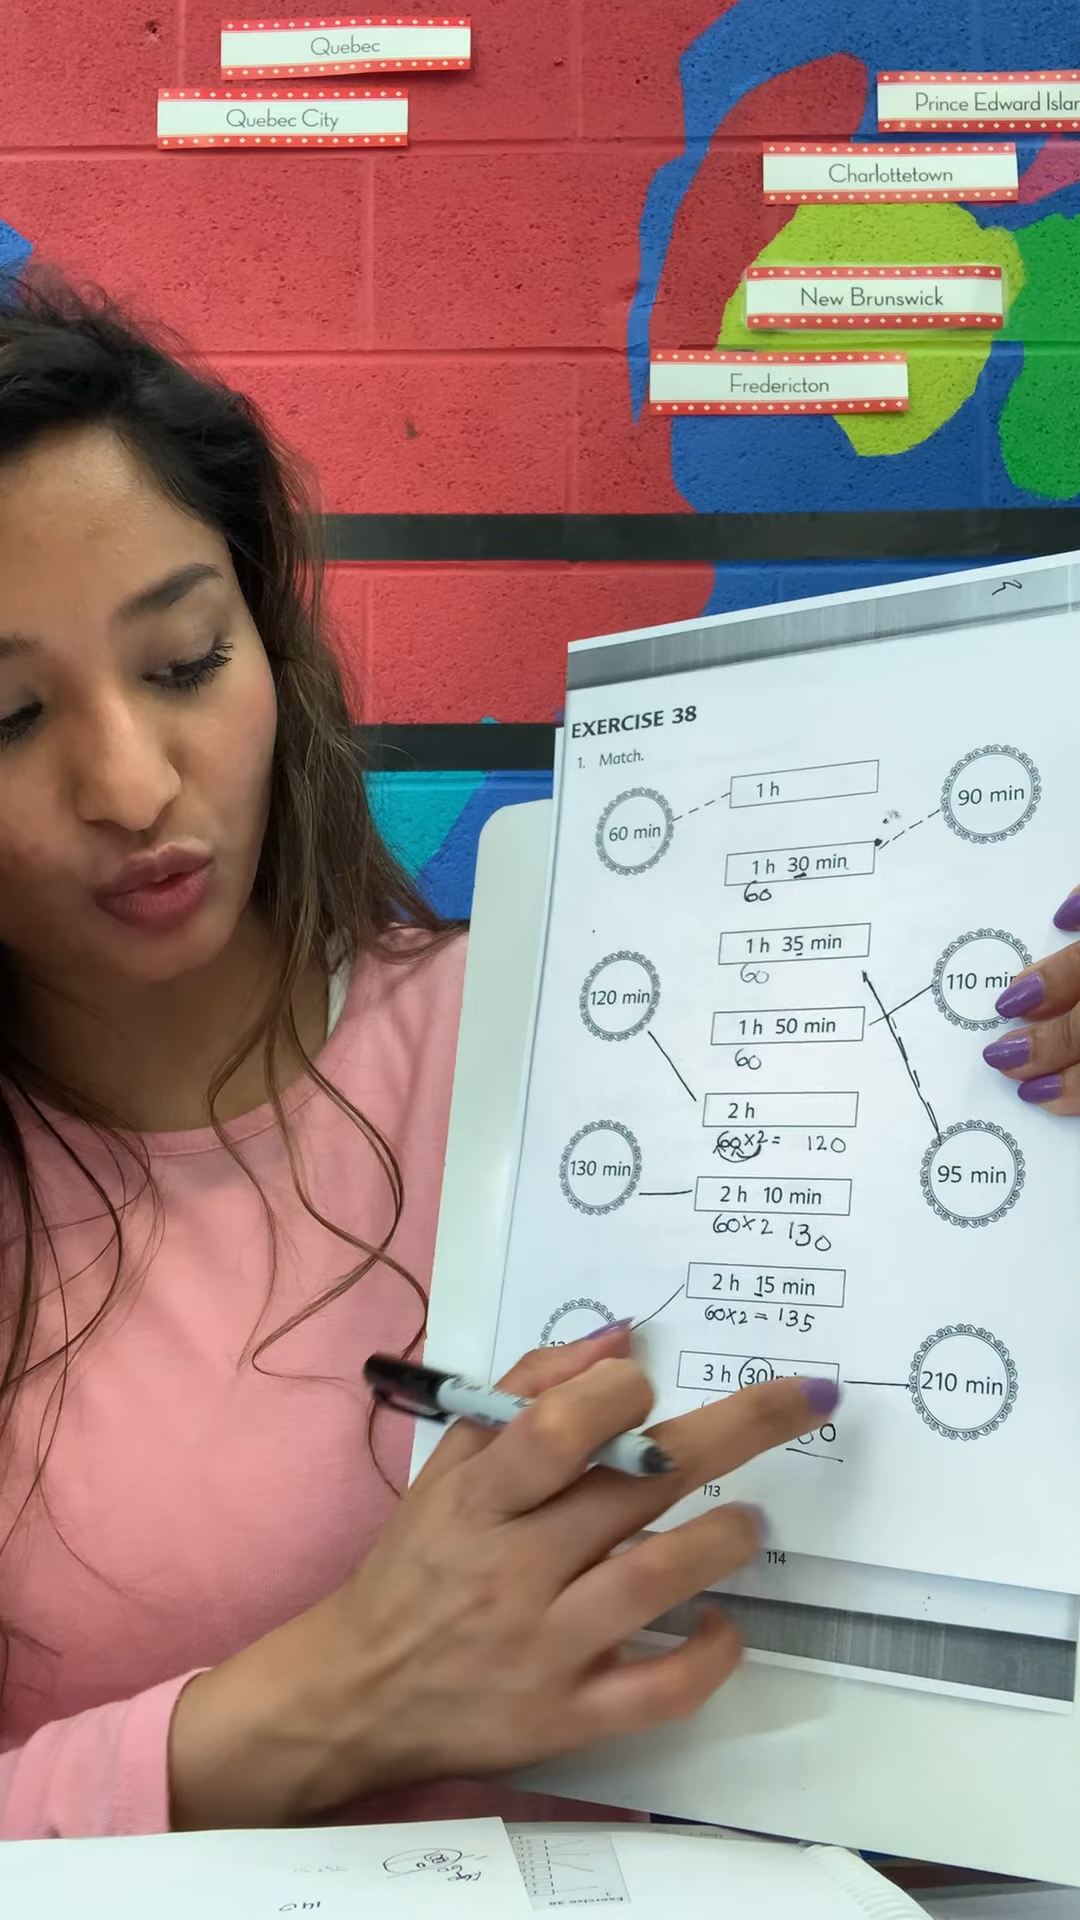 Quebec
Quebec City
Prince Edward
Charlottetown
New Brunswick
Fredericton
EXERCISE 38
1. Match.
60 min
1 h
90 min
1 h 30 min
60
1 h 35 min
60
120 min
110
1 h 50 min
60
2 h
60×2= 120
130 min
2 h 10 min
60×2 130
95 min
2 h 15 min
60×2=135
3 h 30
210 min
113
114
Exercise 38
140